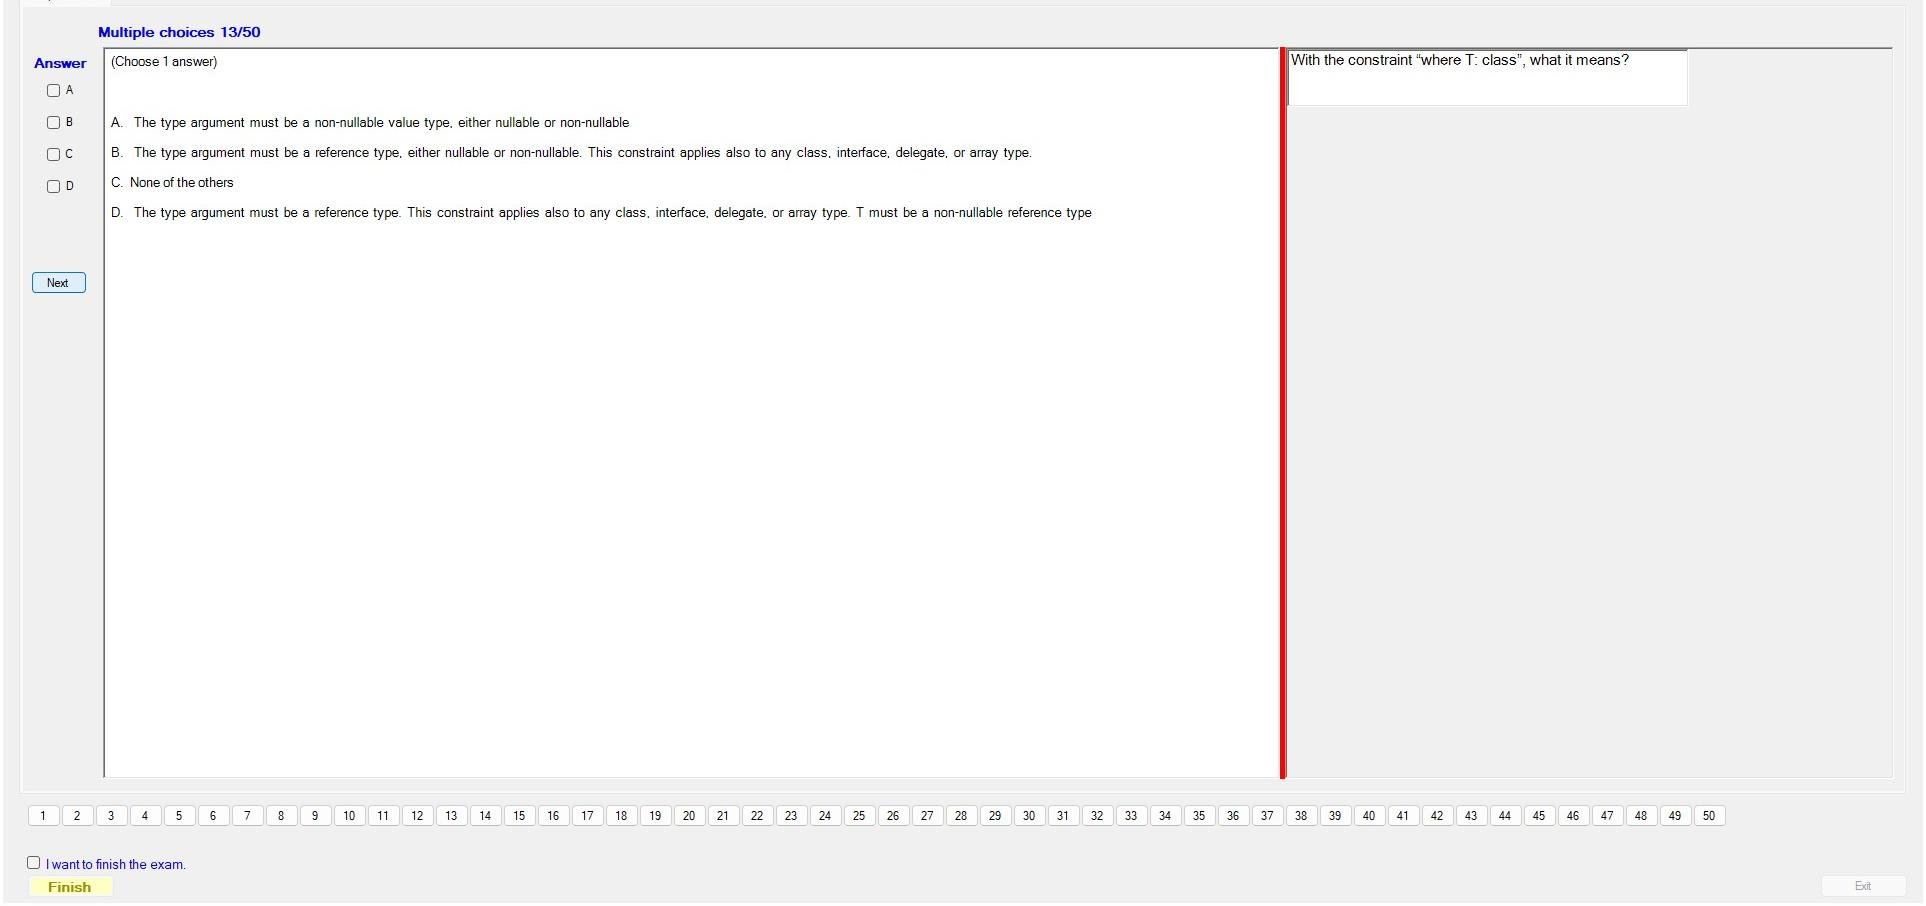 Multiple choices 13/50
Answer
A
B
C
D
Next
(Choose 1 answer)
A. The type argument must be a non-nullable value type, either nullable or non-nullable
B. The type argument must be a reference type, either nullable or non-nullable. This constraint applies also to any class, interface, delegate, or array type.
C. None of the others
D. The type argument must be a reference type. This constraint applies also to any class, interface, delegate, or array type. T must be a non-nullable reference type
With the constraint “where T: class”, what it means?
1 2 3 4 5 6 7 8 9 10 11 12 13 14 15 16 17 18 19 20 21 22 23 24 25 26 27 28 29 30 31 32 33 34 35 36 37 38 39 40 41 42 43 44 45 46 47 48 49 50
I want to finish the exam.
Finish
Exit